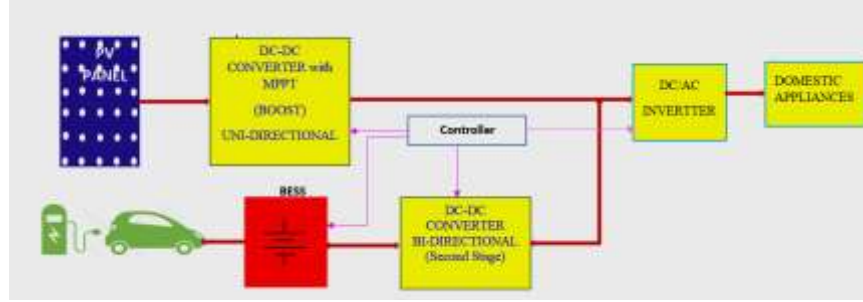 PV
PANEL
DC-DC
CONVERTER with
MPPT
(BOOST)
UNI-DIRECTIONAL
DC/AC
INVERTTER
DOMESTIC
APPLIANCES
Controller
BESS
DC-DC
CONVERTER
BI-DIRECTIONAL
(Second Stage)